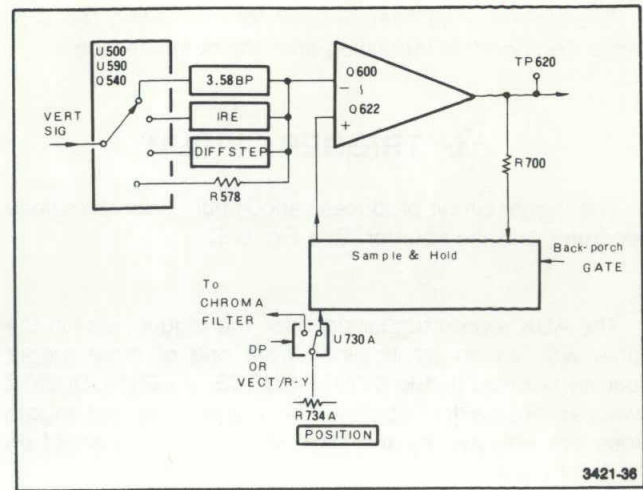 U500
U590
Q540
VERT
SIG
3.58BP
IRE
DIFFSTEP
R578
Q600
Q622
TP620
R700
Sample & Hold
Back-porch
GATE
To
CHROMA
FILTER
DP
OR
VECT/R-Y
U730A
R734A
POSITION
3421-36